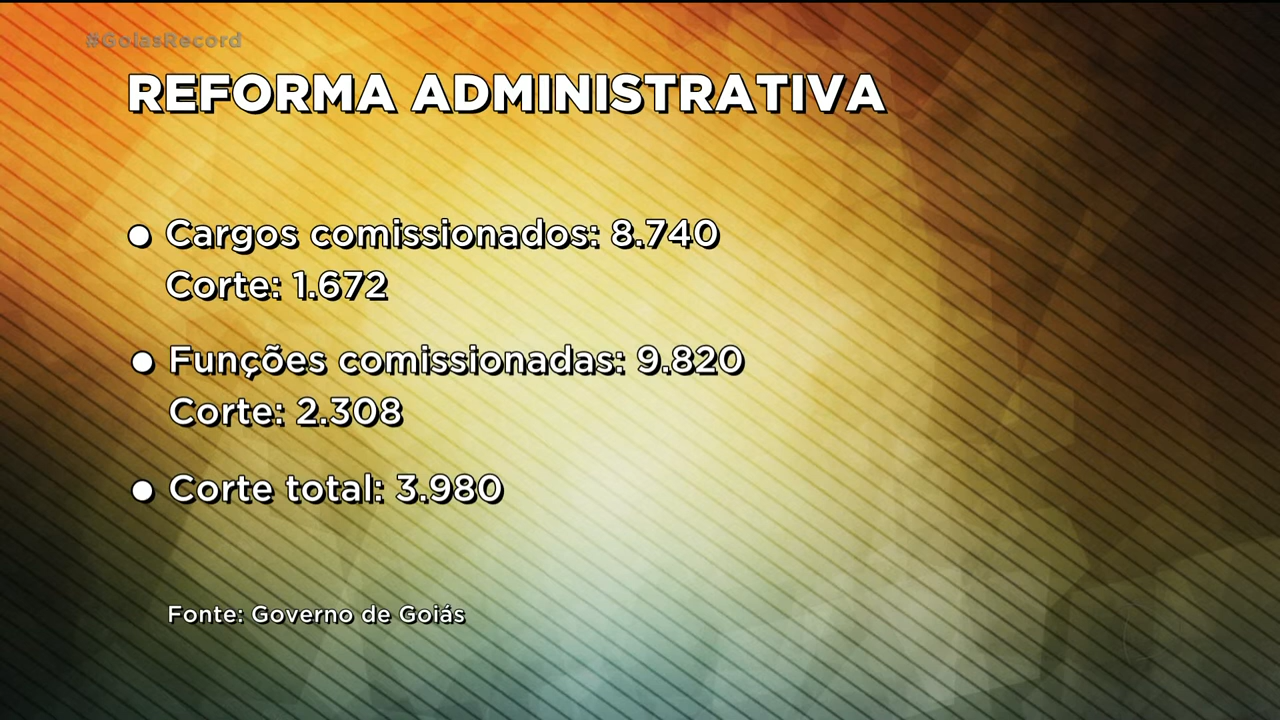 #GoiasRecord
REFORMA ADMINISTRATIVA
● Cargos comissionados: 8.740
Corte: 1.672
● Funções comissionadas: 9.820
Corte: 2.308
● Corte total: 3.980
Fonte: Governo de Goiás